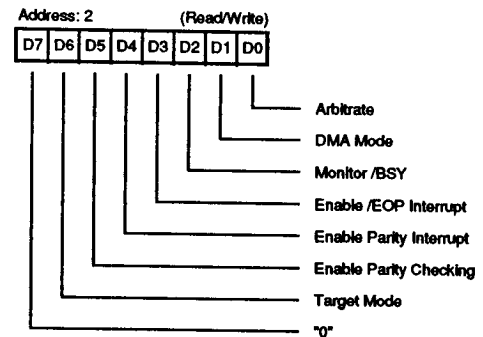 Address: 2 (Read/Write)
D7 D6 D5 D4 D3 D2 D1 D0
Arbitrate
DMA Mode
Monitor /BSY
Enable /EOP Interrupt
Enable Parity Interrupt
Enable Parity Checking
Target Mode
"0"